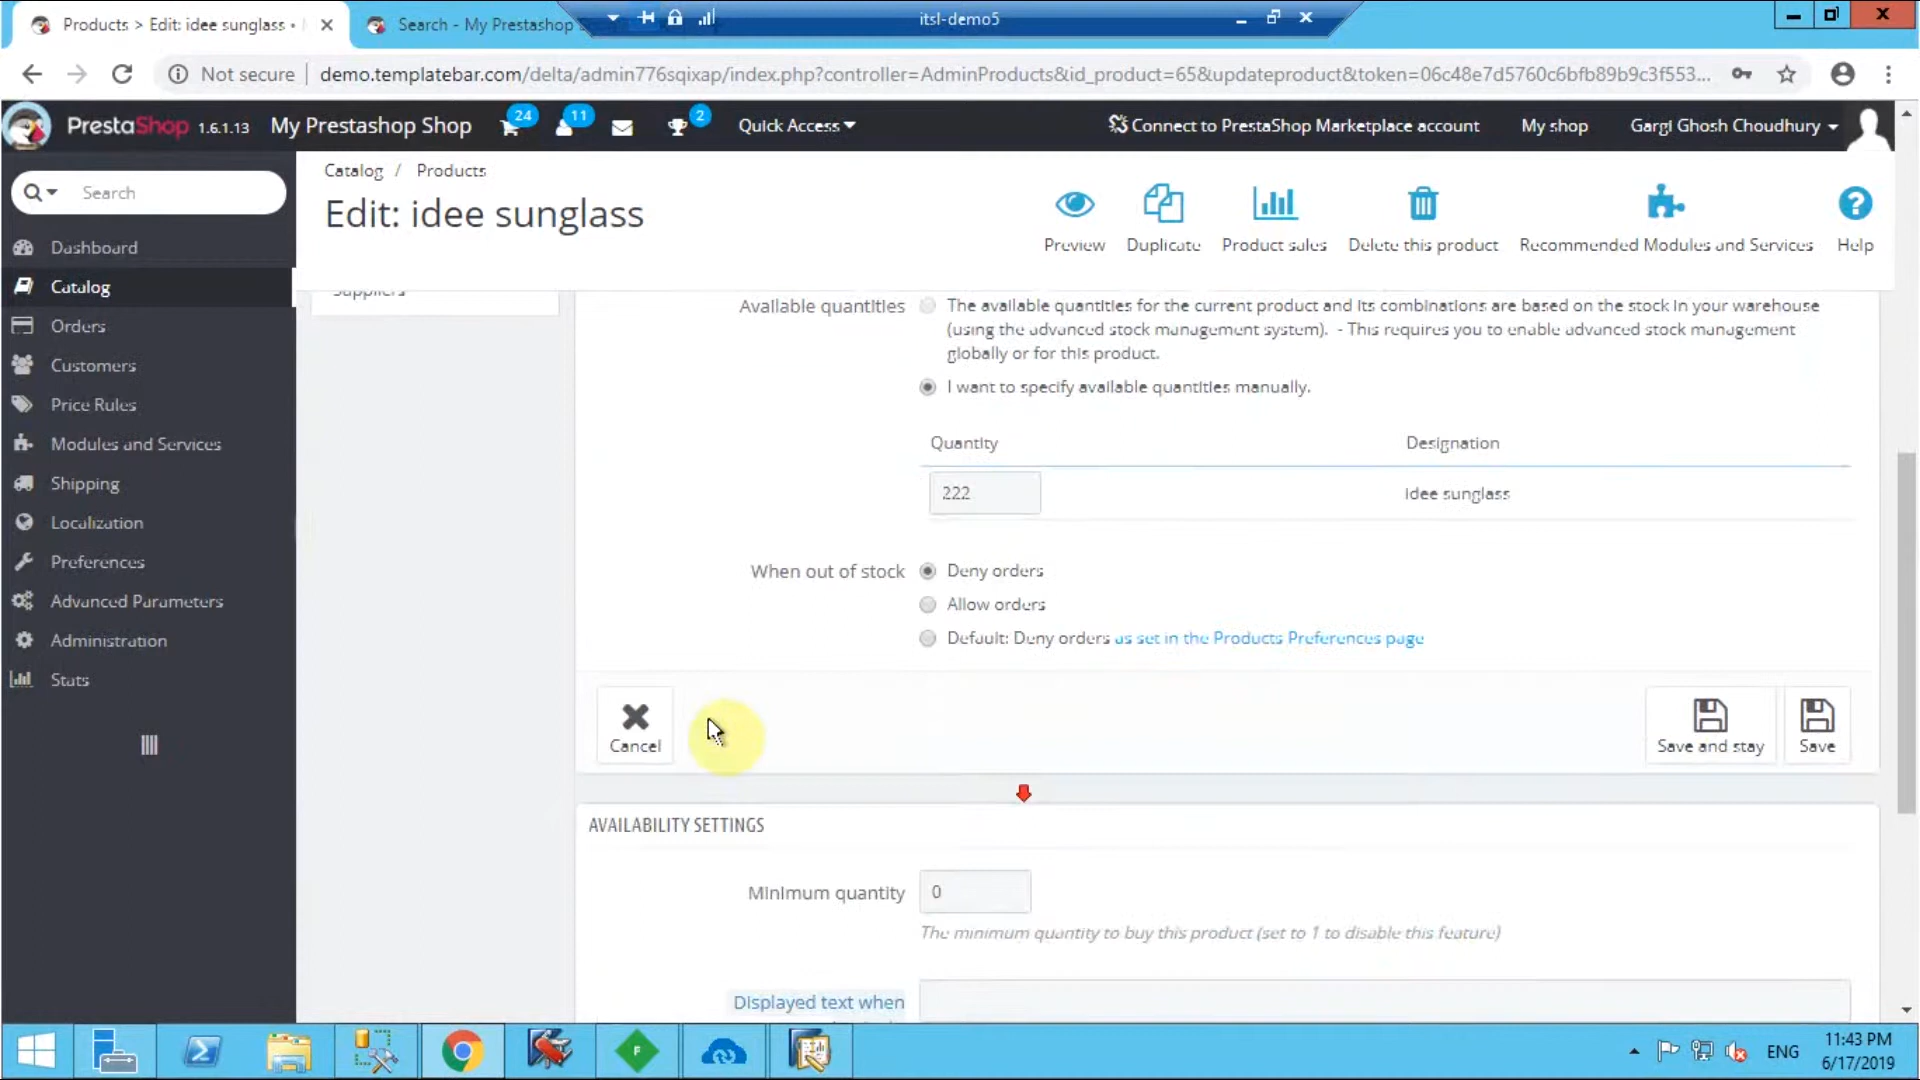 Products > Edit: idee sunglass •
Search - My Prestashop
itsl-demo5
Not secure
demo.templatebar.com/delta/admin776sqixap/index.php?controller=AdminProducts&id_product=65&updateproduct&token=06c48e7d5760c6bfb89b9c3f553...
PrestaShop 1.6.1.13
My Prestashop Shop
24
11
2
Quick Access
Connect to PrestaShop Marketplace account
My shop
Gargi Ghosh Choudhury
Search
Dashboard
Catalog
Orders
Customers
Price Rules
Modules and Services
Shipping
Localization
Preferences
Advanced Parameters
Administration
Stats
Catalog / Products
Edit: idee sunglass
Preview
Duplicate
Product sales
Delete this product
Recommended Modules and Services
Help
Suppliers
Available quantities
The available quantities for the current product and its combinations are based on the stock in your warehouse
(using the advanced stock management system). - This requires you to enable advanced stock management
globally or for this product.
I want to specify available quantities manually.
Quantity
Designation
222
idee sunglass
When out of stock
Deny orders
Allow orders
Default: Deny orders as set in the Products Preferences page
Cancel
Save and stay
Save
AVAILABILITY SETTINGS
Minimum quantity
0
The minimum quantity to buy this product (set to 1 to disable this feature)
Displayed text when
F
ENG
11:43 PM
6/17/2019